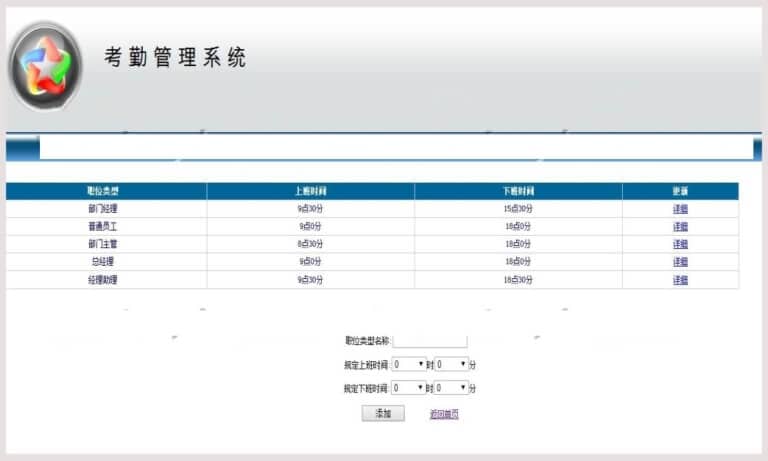 考勤管理系统
职位类型 上班时间 下班时间 更新
部门经理 9点30分 15点30分 详细
普通员工 9点0分 18点0分 详细
部门主管 8点30分 18点0分 详细
总经理 9点0分 18点0分 详细
经理助理 9点30分 18点30分 详细
职位类型名称:
规定上班时间: 0 时 0 分
规定下班时间: 0 时 0 分
添加 返回首页